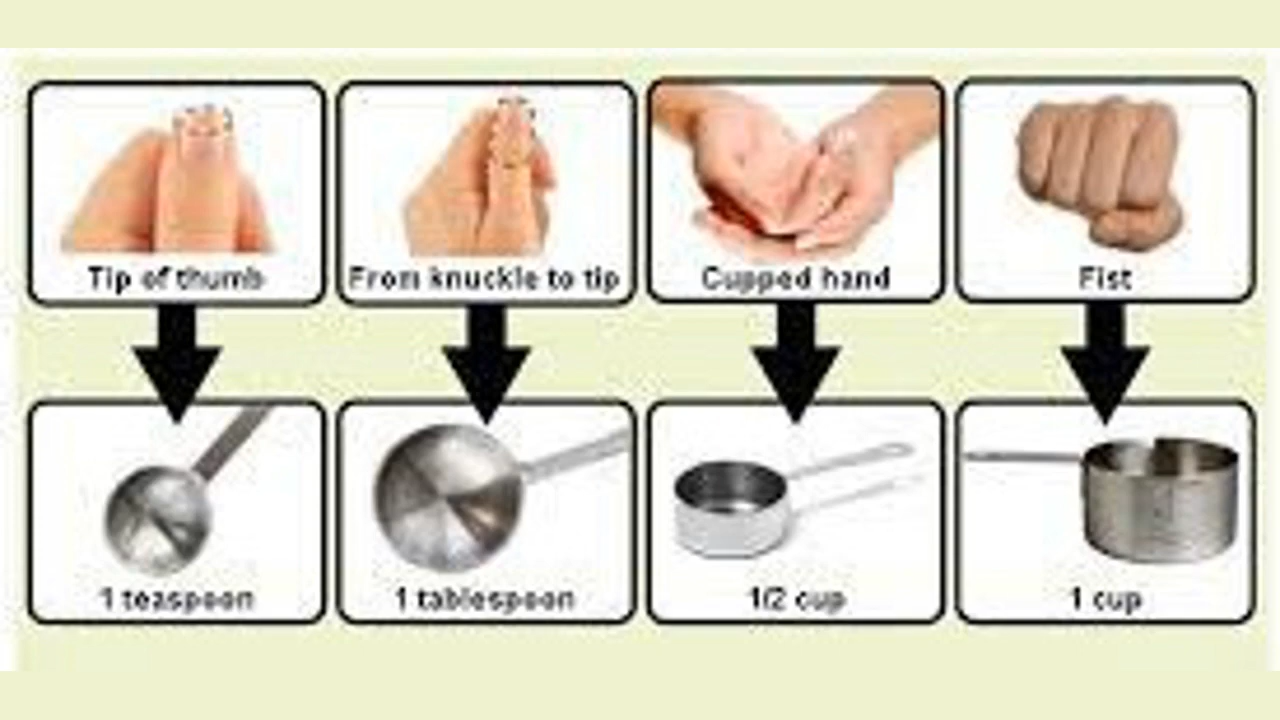 Tip of thumb
From knuckle to tip
Cupped hand
Fist
1 teaspoon
1 tablespoon
1/2 cup
1 cup